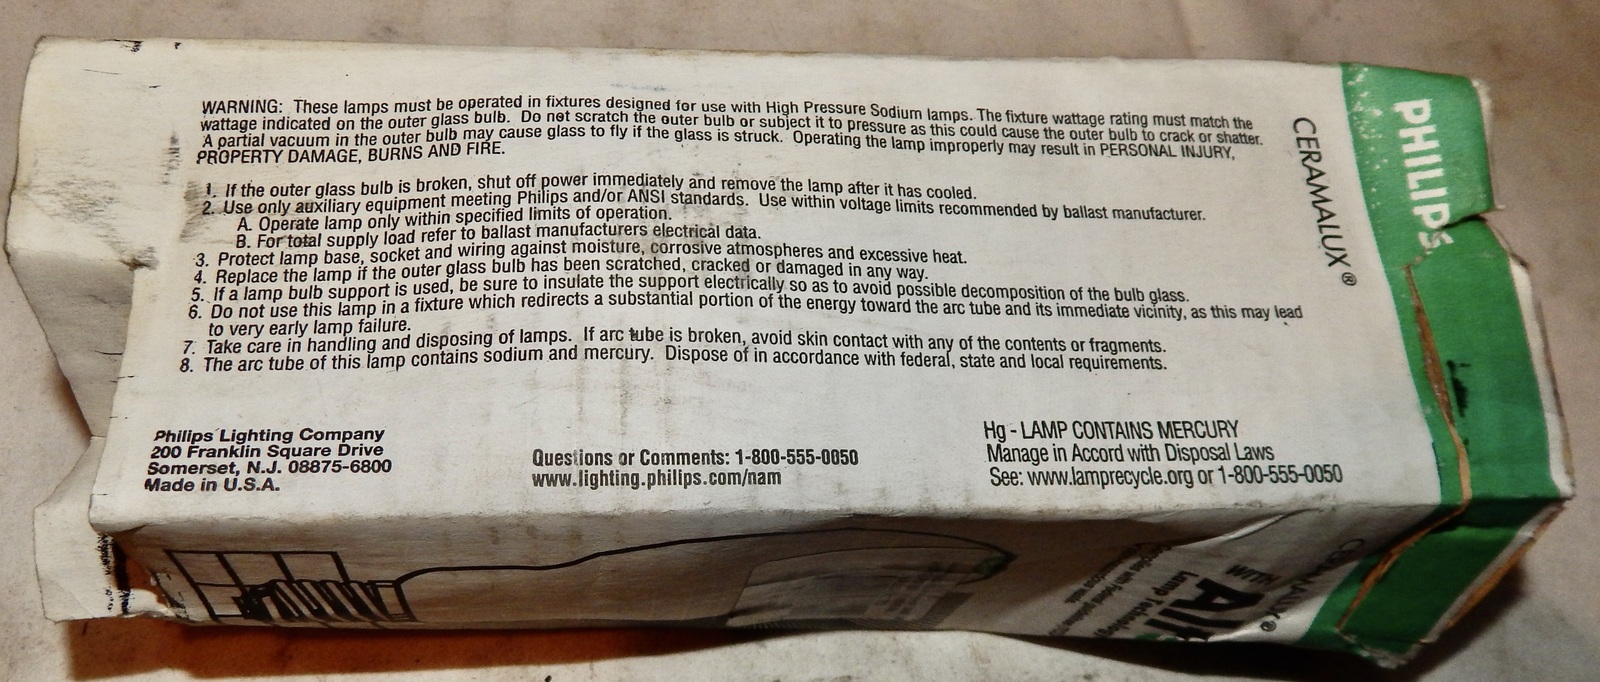 WARNING: These lamps must be operated in fixtures designed for use with High Pressure Sodium lamps. The fixture wattage rating must match the
wattage indicated on the outer glass bulb. Do not scratch the outer bulb or subject it to pressure as this could cause the outer bulb to crack or shatter.
A partial vacuum in the outer bulb may cause glass to fly if the glass is struck. Operating the lamp improperly may result in PERSONAL INJURY,
PROPERTY DAMAGE, BURNS AND FIRE.
1. If the outer glass bulb is broken, shut off power immediately and remove the lamp after it has cooled.
2. Use only auxiliary equipment meeting Philips and/or ANSI standards. Use within voltage limits recommended by ballast manufacturer.
A. Operate lamp only within specified limits of operation.
B. For total supply load refer to ballast manufacturers electrical data.
3. Protect lamp base, socket and wiring against moisture, corrosive atmospheres and excessive heat.
4. Replace the lamp if the outer glass bulb has been scratched, cracked or damaged in any way.
5. If a lamp bulb support is used, be sure to insulate the support electrically so as to avoid possible decomposition of the bulb glass.
6. Do not use this lamp in a fixture which redirects a substantial portion of the energy toward the arc tube and its immediate vicinity, as this may lead
to very early lamp failure.
7. Take care in handling and disposing of lamps. If arc tube is broken, avoid skin contact with any of the contents or fragments.
8. The arc tube of this lamp contains sodium and mercury. Dispose of in accordance with federal, state and local requirements.
Philips Lighting Company
200 Franklin Square Drive
Somerset, N.J. 08875-6800
Made in U.S.A.
Questions or Comments: 1-800-555-0050
www.lighting.philips.com/nam
Hg - LAMP CONTAINS MERCURY
Manage in Accord with Disposal Laws
See: www.lamprecycle.org or 1-800-555-0050
CERAMALUX®
PHILIPS
WITH
Lamp Technology